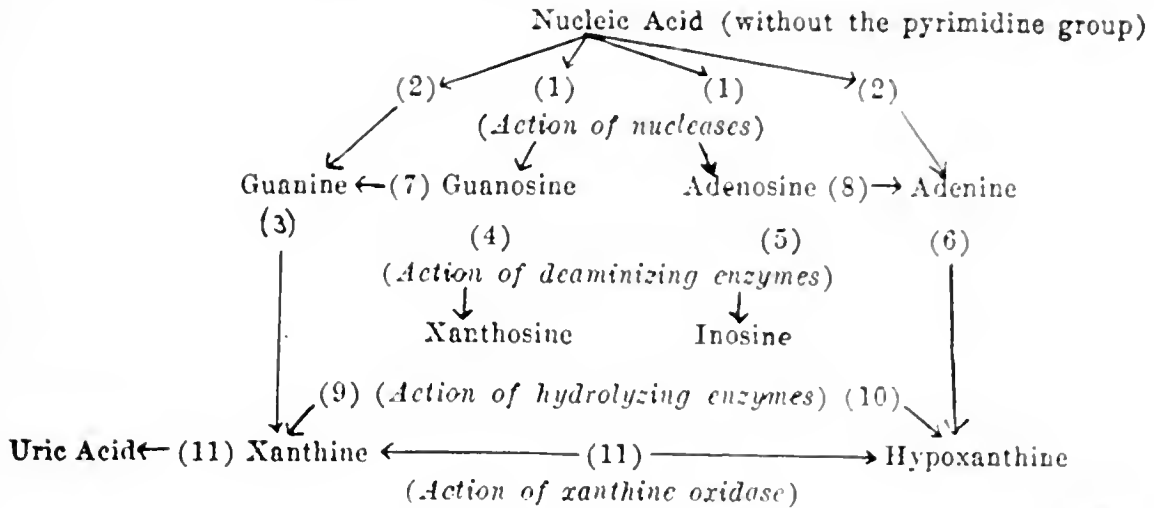 Nucleic Acid (without the pyrimidine group)
(2) (1) (1) (2)
(Action of nucleases)
Guanine (7) Guanosine Adenosine (8) Adenine
(3)
(4) (5) (6)
(Action of deaminizing enzymes)
Xanthosine Inosine
(9) (Action of hydrolyzing enzymes) (10)
Uric Acid (11) Xanthine (11) Hypoxanthine
(Action of xanthine oxidase)